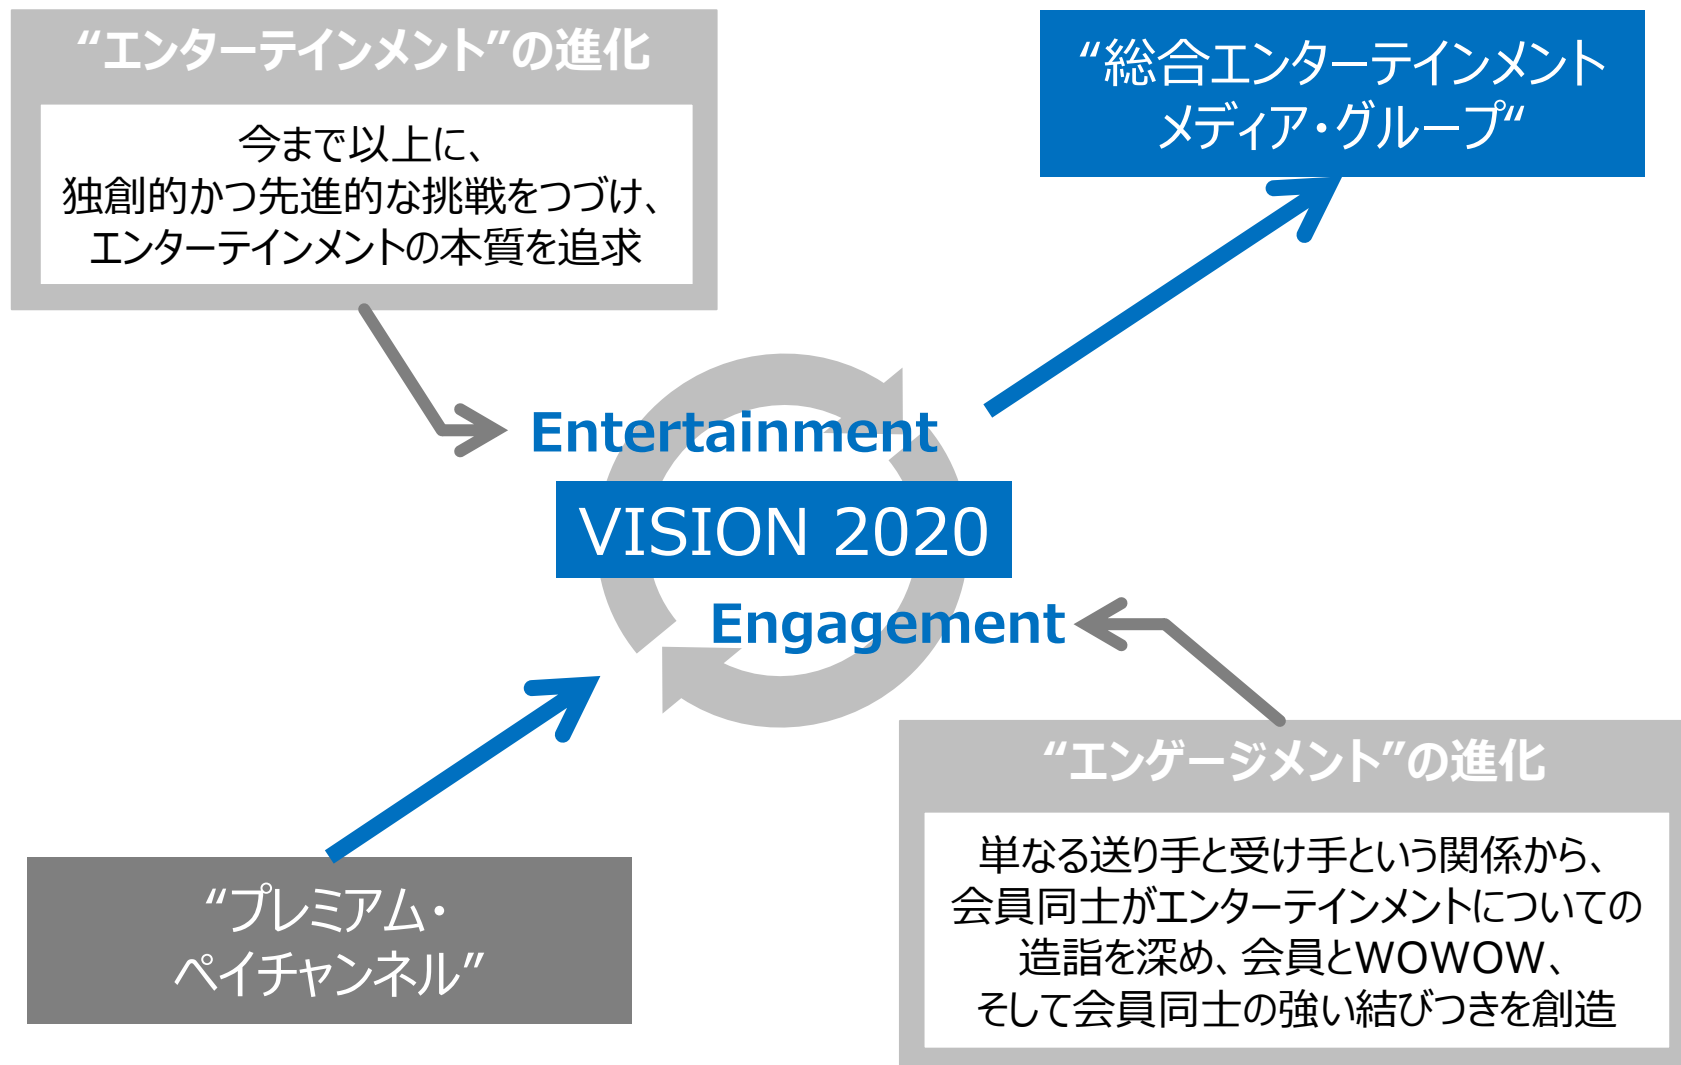 “エンターテインメント”の進化
今まで以上に、
独創的かつ先進的な挑戦をつづけ、
エンターテインメントの本質を追求
“総合エンターテインメント
メディア・グループ“
Entertainment
VISION 2020
Engagement
“プレミアム・
ペイチャンネル”
“エンゲージメント”の進化
単なる送り手と受け手という関係から、
会員同士がエンターテインメントについての
造詣を深め、会員とWOWOW、
そして会員同士の強い結びつきを創造